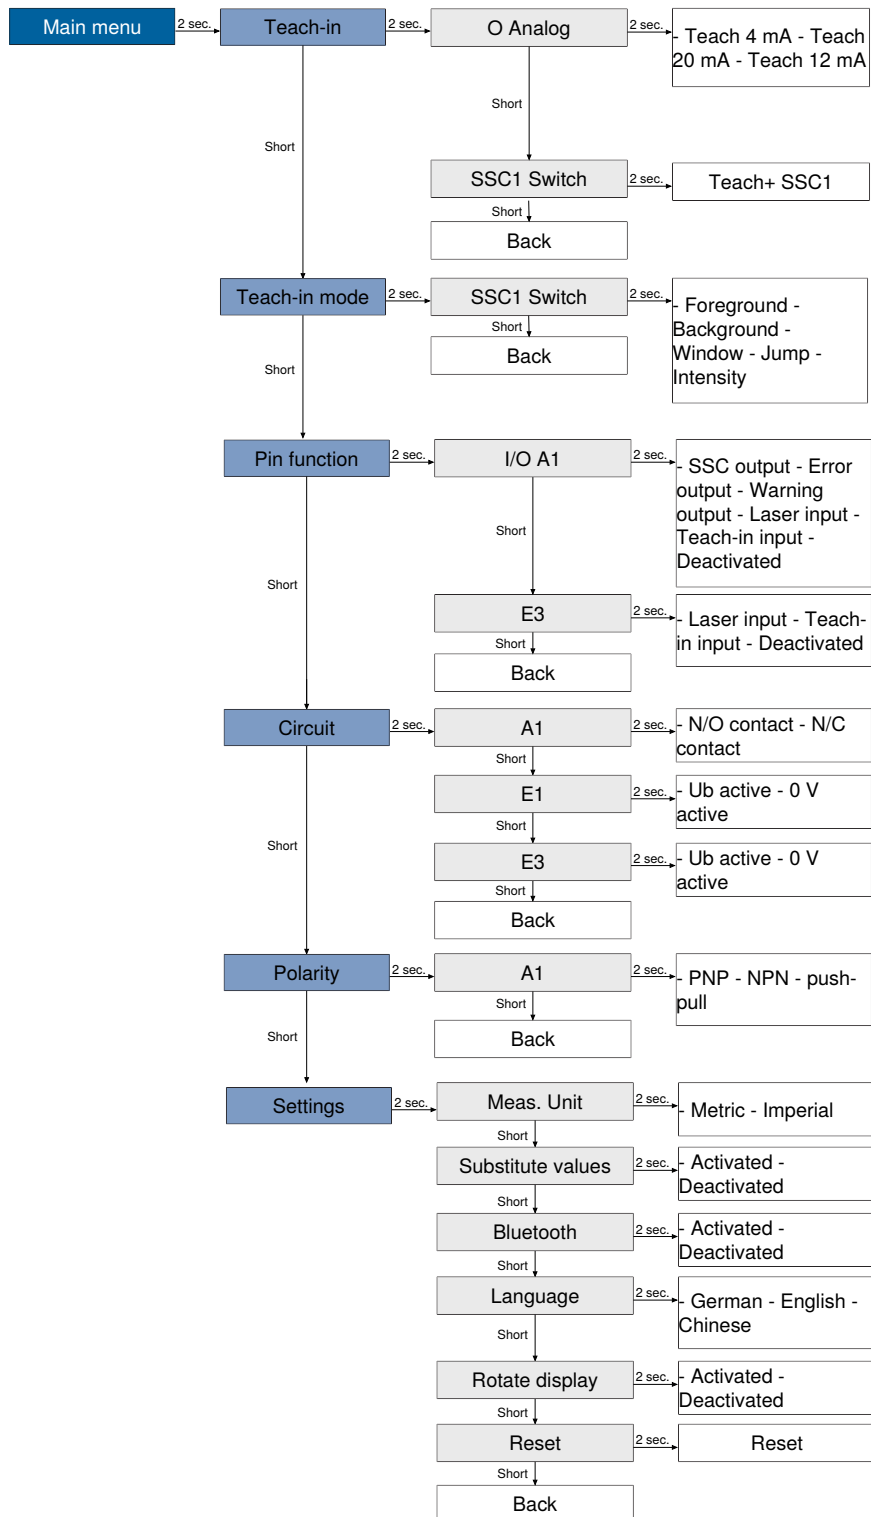 Main menu
2 sec.
Teach-in
2 sec.
O Analog
2 sec.
- Teach 4 mA - Teach
20 mA - Teach 12 mA
Short
Short
SSC1 Switch
2 sec.
Teach+ SSC1
Short
Back
Teach-in mode
2 sec.
SSC1 Switch
2 sec.
- Foreground -
Background -
Window - Jump -
Intensity
Short
Back
Short
Pin function
2 sec.
I/O A1
2 sec.
- SSC output - Error
output - Warning
output - Laser input -
Teach-in input -
Deactivated
Short
Short
E3
2 sec.
- Laser input - Teach-
in input - Deactivated
Short
Back
Circuit
2 sec.
A1
2 sec.
- N/O contact - N/C
contact
Short
E1
2 sec.
- Ub active - 0 V
active
Short
Short
E3
2 sec.
- Ub active - 0 V
active
Short
Back
Polarity
2 sec.
A1
2 sec.
- PNP - NPN - push-
pull
Short
Back
Short
Settings
2 sec.
Meas. Unit
2 sec.
- Metric - Imperial
Short
Substitute values
2 sec.
- Activated -
Deactivated
Short
Bluetooth
2 sec.
- Activated -
Deactivated
Short
Language
2 sec.
- German - English -
Chinese
Short
Rotate display
2 sec.
- Activated -
Deactivated
Short
Reset
2 sec.
Reset
Short
Back